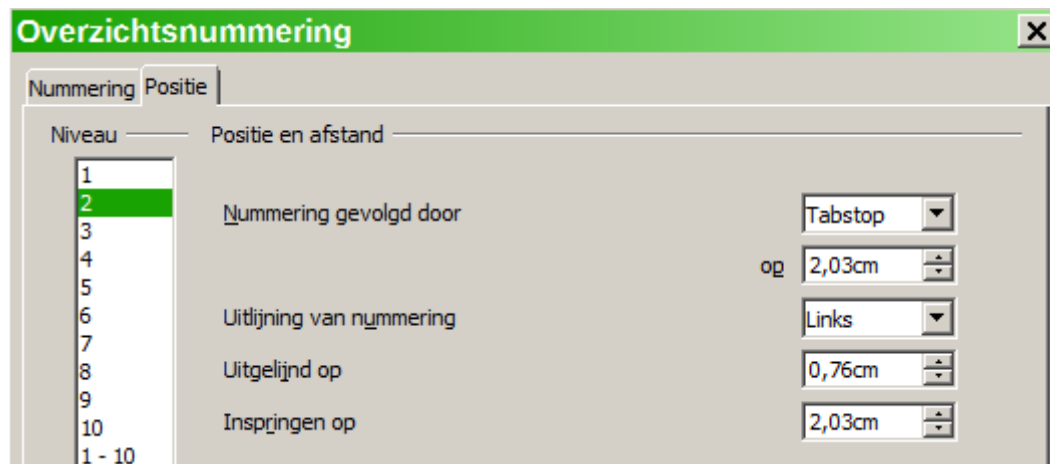 Overzichtsnummering
Nummering Positie
Niveau
Positie en afstand
1
2
3
4
5
6
7
8
9
10
1 - 10
Nummering gevolgd door
Tabstop
op 2,03cm
Uitlijning van nummering
Links
Uitgelijnd op
0,76cm
Inspringen op
2,03cm